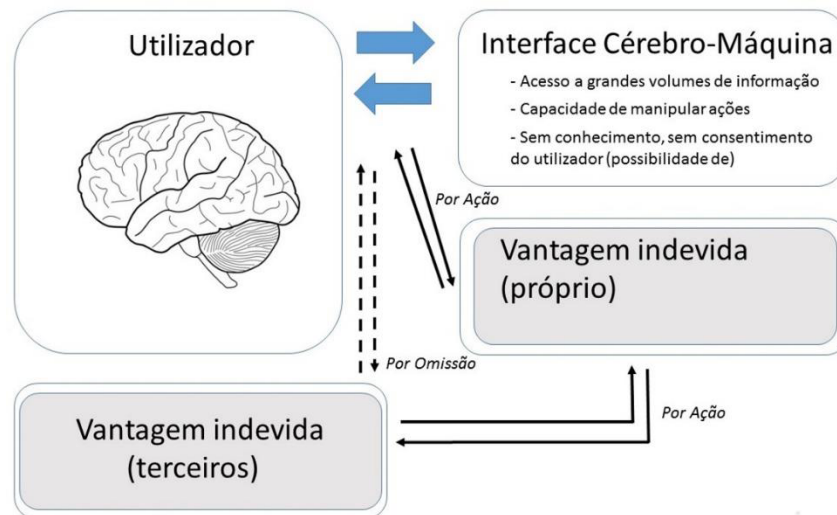 Utilizador
Interface Cérebro-Máquina
- Acesso a grandes volumes de informação
- Capacidade de manipular ações
- Sem conhecimento, sem consentimento
do utilizador (possibilidade de)
Por Ação
Vantagem indevida
(próprio)
Por Omissão
Por Ação
Vantagem indevida
(terceiros)